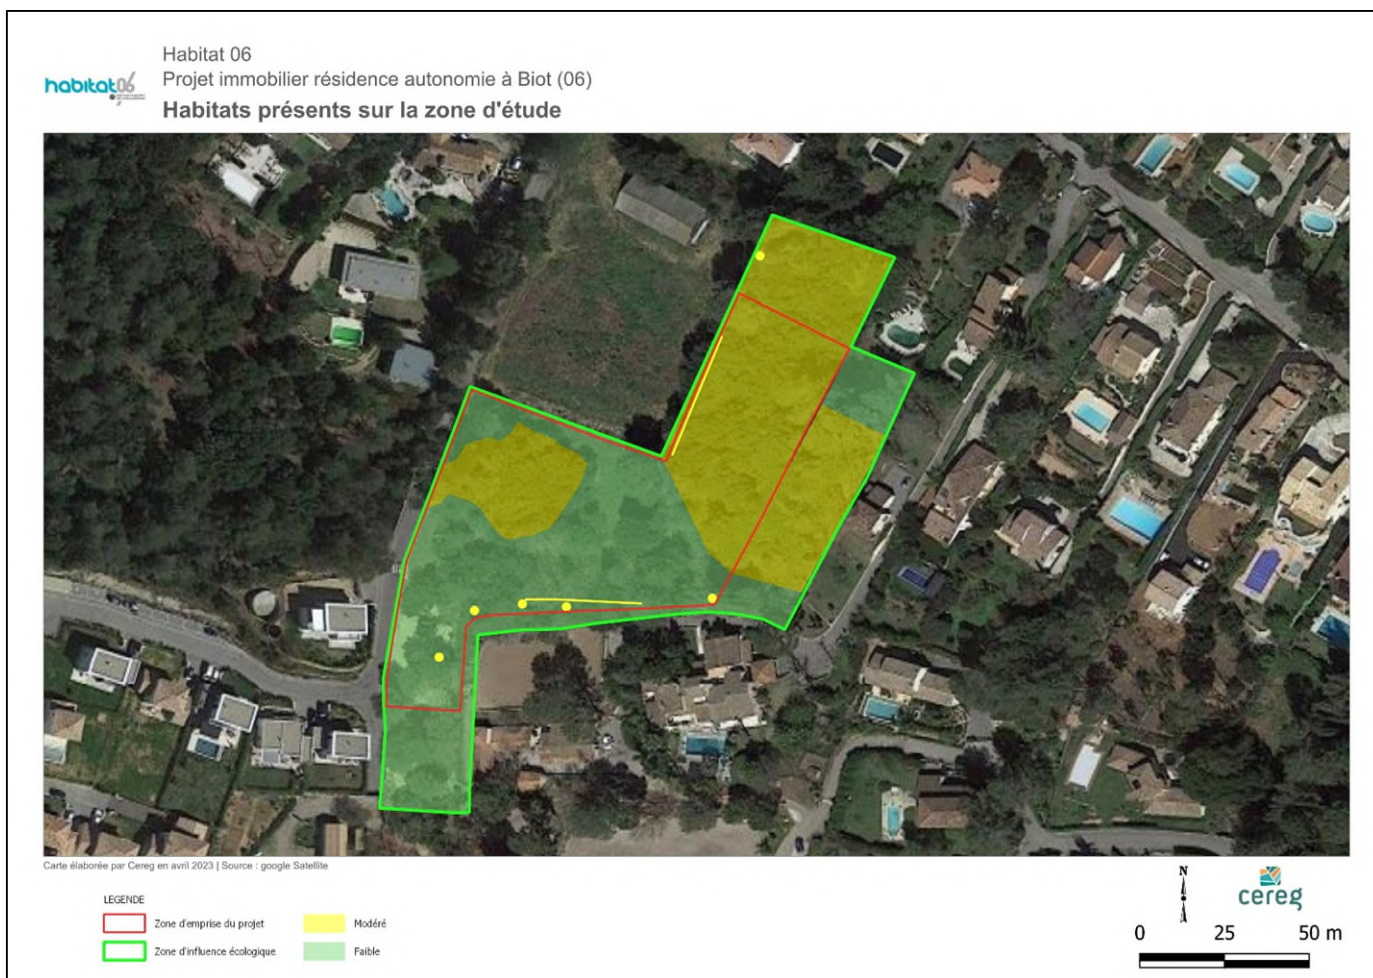 Habitat 06
habitat06
Projet immobilier résidence autonomie à Biot (06)
Habitats présents sur la zone d'étude
Carte élaborée par Cereg en avril 2023 | Source : google Satellite
LEGENDE
Zone d'emprise du projet
Modéré
Zone d'influence écologique
Faible
N
cereg
0 25 50 m